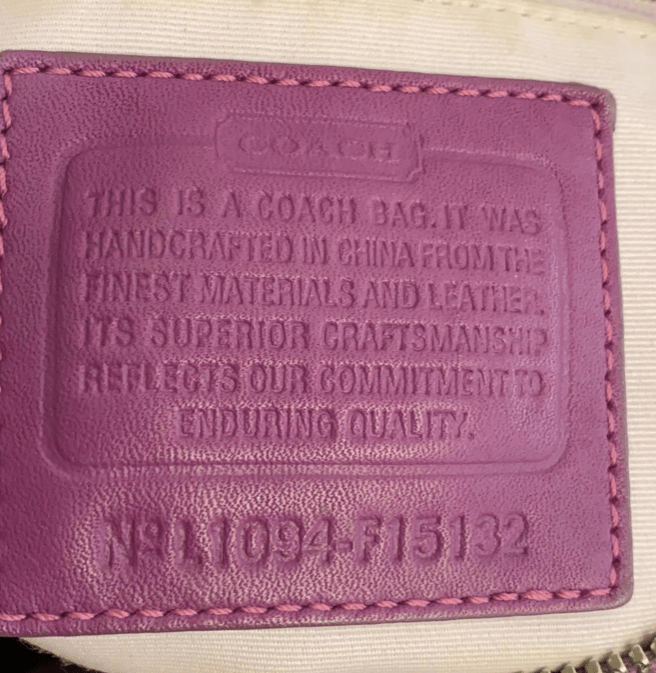 COACH
THIS IS A COACH BAG. IT WAS
HANDCRAFTED IN CHINA FROM THE
FINEST MATERIALS AND LEATHER.
ITS SUPERIOR CRAFTSMANSHIP
REFLECTS OUR COMMITMENT TO
ENDURING QUALITY.
Nº L1094-F15132